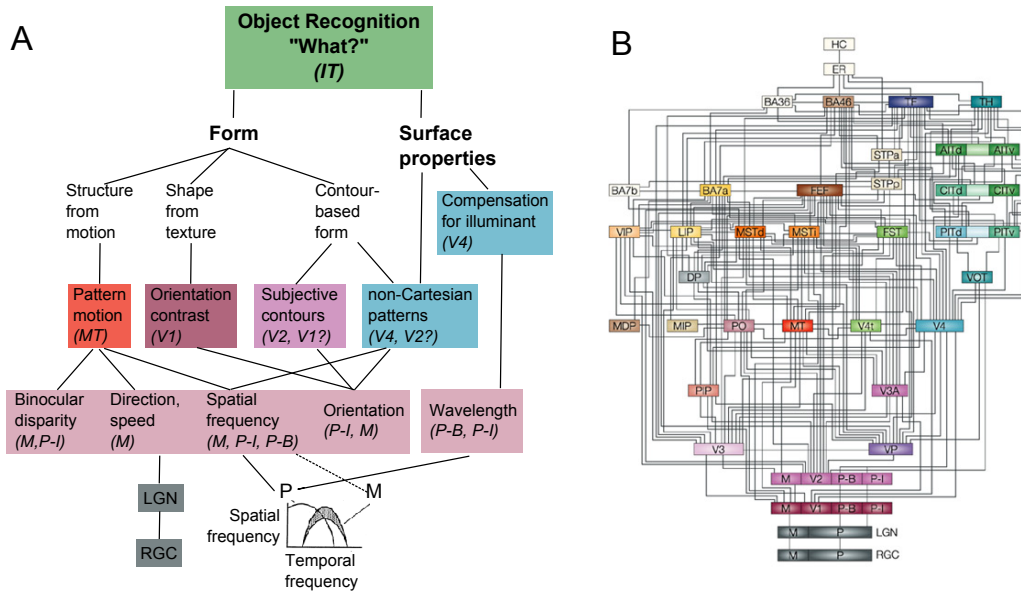 A
Object Recognition
"What?"
(IT)
Form
Surface
properties
Structure
from
motion
Shape
from
texture
Contour-
based
form
Compensation
for illuminant
(V4)
Pattern
motion
(MT)
Orientation
contrast
(V1)
Subjective
contours
(V2, V1?)
non-Cartesian
patterns
(V4, V2?)
Binocular
disparity
(M,P-I)
Direction,
speed
(M)
Spatial
frequency
(M, P-I, P-B)
Orientation
(P-I, M)
Wavelength
(P-B, P-I)
LGN
RGC
P
M
Spatial
frequency
Temporal
frequency
B
HC
ER
BA36
BA46
TF
TH
STPa
AITd
AITv
BA7b
BA7a
FEF
STPp
CITd
CITv
VIP
LIP
MSTd
MSTi
FST
PITd
PITv
DP
VOT
MDP
MIP
PO
MT
V4t
V4
PIP
V3A
V3
VP
M V2 P-B P-I
M V1 P-B P-I
M P LGN
M P RGC